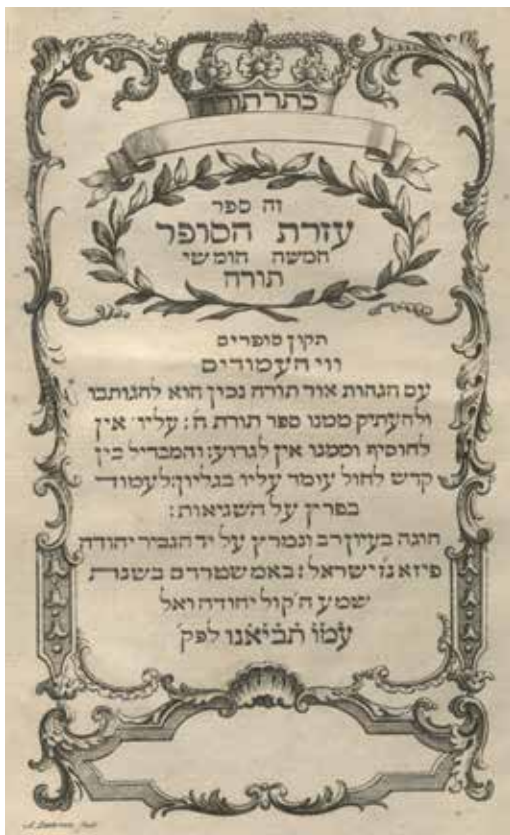 כתר תורה
זה ספר
עזרת הסופר
חמשה חומשי
תורה
תקון סופרים
ווי העמודים
עם הגהות אור תורה נכון הוא להגותבו
ולהעתיק ממנו ספר תורת ה׃ עליו אין
להוסיף וממנו אין לגרוע׃ והמבדיל בין
קדש לחול עומד עליו בגליון׃ לעמוד
בפרץ על השגיאות׃
הוגה בעיון רב ונמרץ על יד הגביר יהודה
פיזא נ׳ו ישראל׃ באמשטרדם בשנת
שמע ה׳ קול יהודה ואל
עמו תביאנו לפק׳